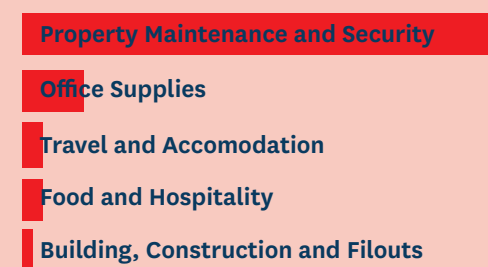 Property Maintenance and Security
Office Supplies
Travel and Accomodation
Food and Hospitality
Building, Construction and Filouts